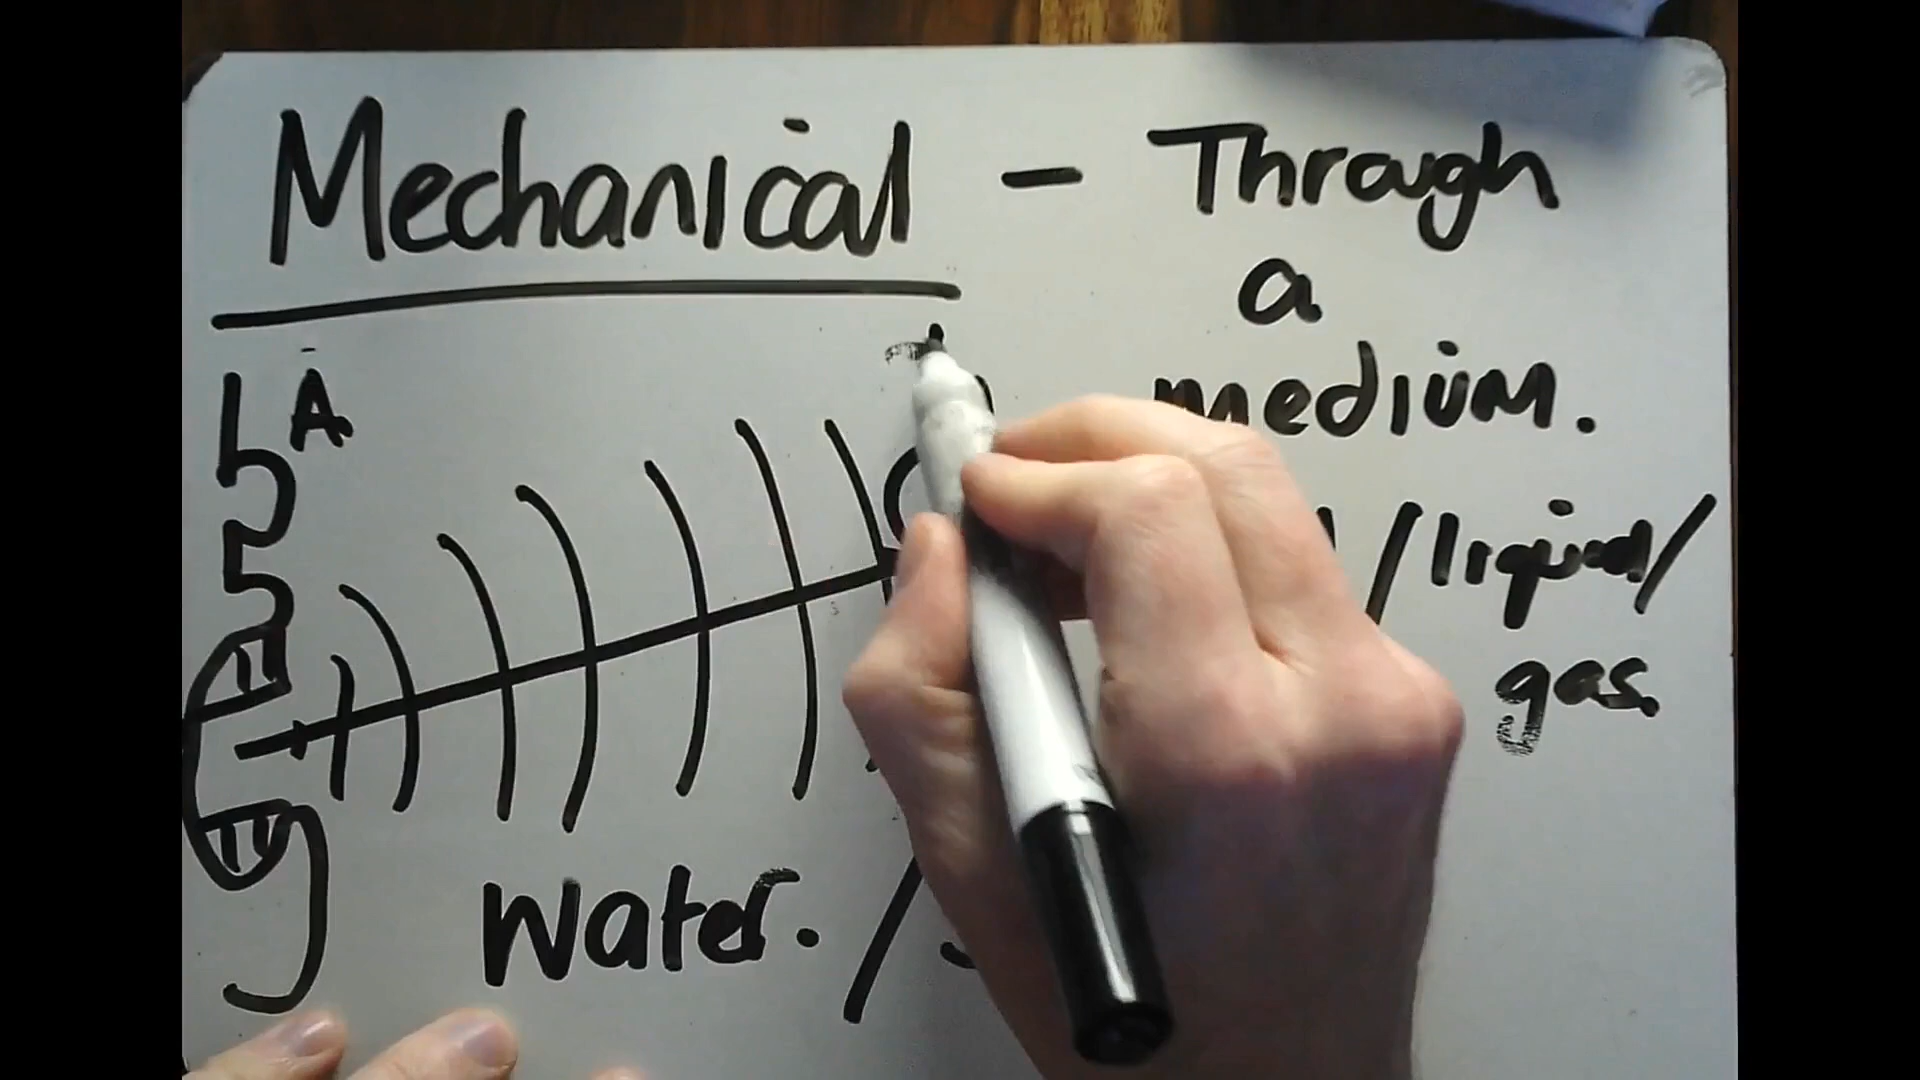 Mechanical - Through
a
medium.
A
/liquid/
gas.
Water. /